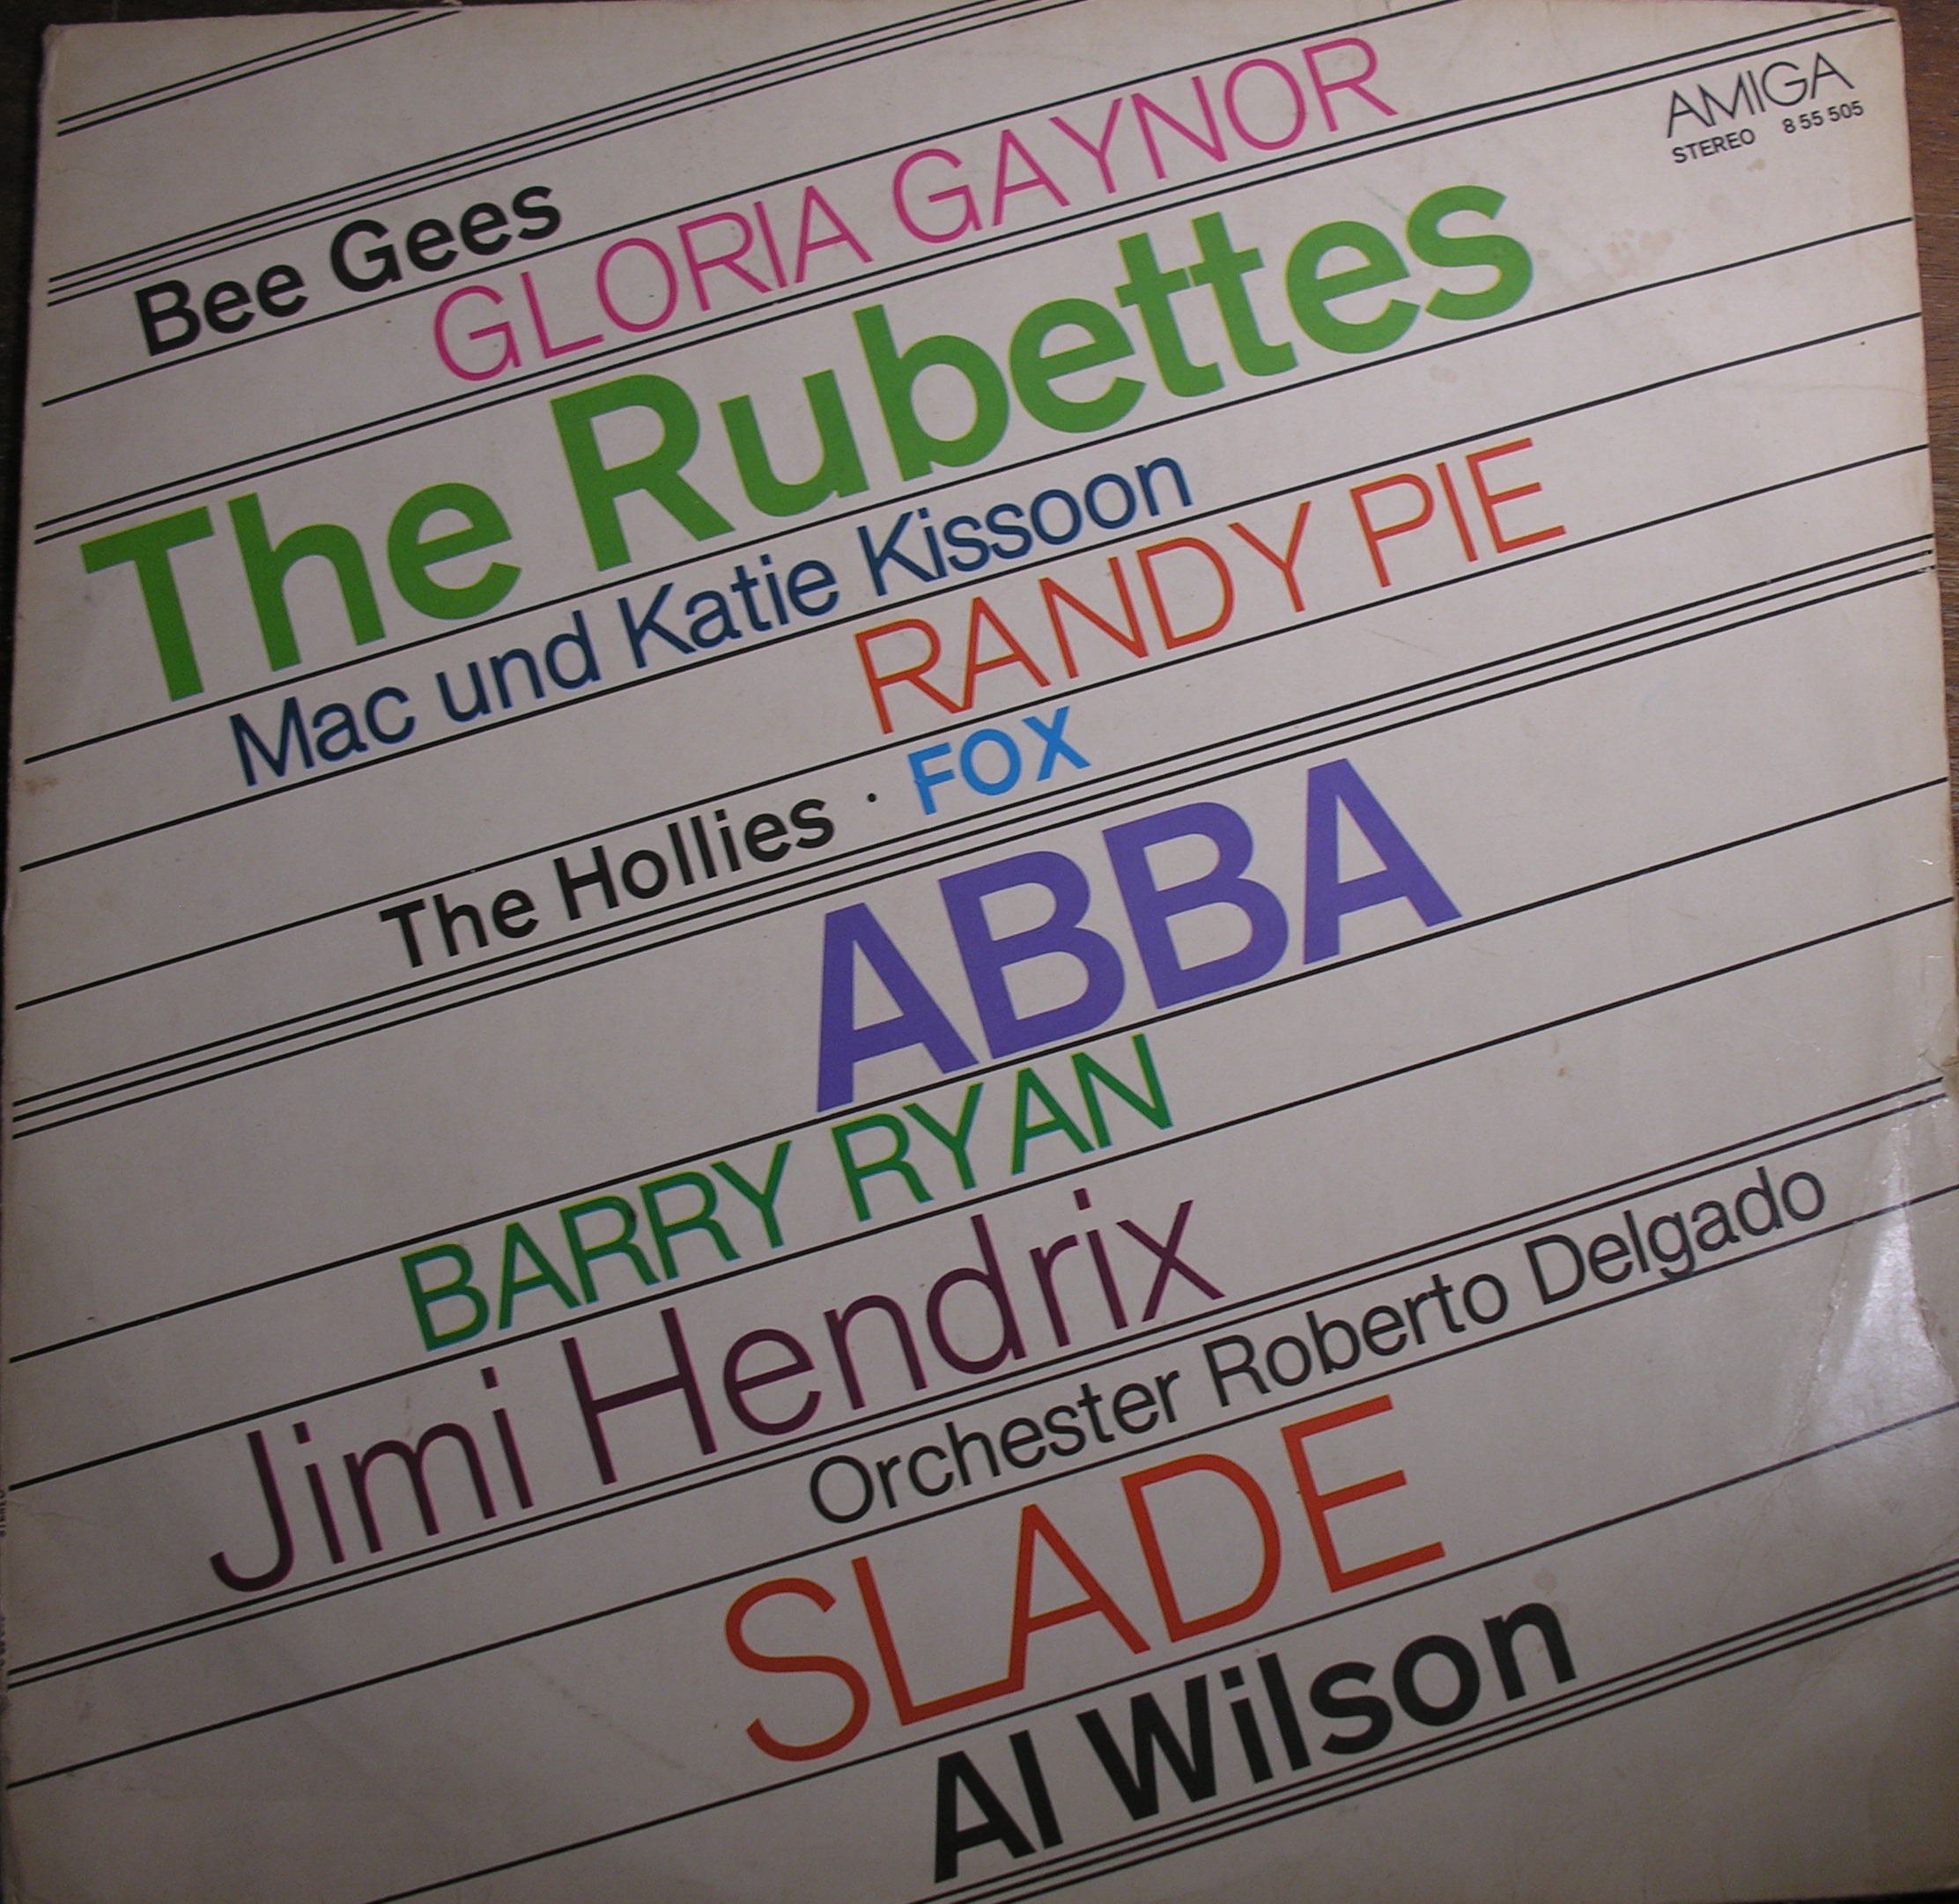 AMIGA
STEREO 8 55 505
Bee Gees
GLORIA GAYNOR
The Rubettes
Mac und Katie Kissoon
RANDY PIE
The Hollies · FOX
ABBA
BARRY RYAN
Jimi Hendrix
Orchester Roberto Delgado
SLADE
Al Wilson